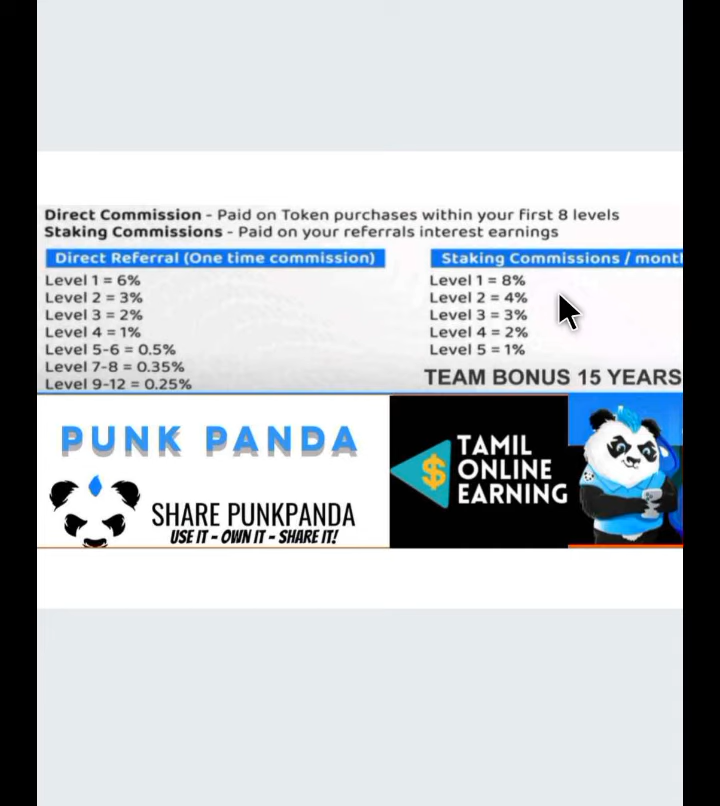 Direct Commission - Paid on Token purchases within your first 8 levels
Staking Commissions - Paid on your referrals interest earnings
Direct Referral (One time commission)
Level 1 = 6%
Level 2 = 3%
Level 3 = 2%
Level 4 = 1%
Level 5-6 = 0.5%
Level 7-8 = 0.35%
Level 9-12 = 0.25%
Staking Commissions / mont
Level 1 = 8%
Level 2 = 4%
Level 3 = 3%
Level 4 = 2%
Level 5 = 1%
TEAM BONUS 15 YEARS
PUNK PANDA
SHARE PUNKPANDA
USE IT - OWN IT - SHARE IT!
$
TAMIL
ONLINE
EARNING